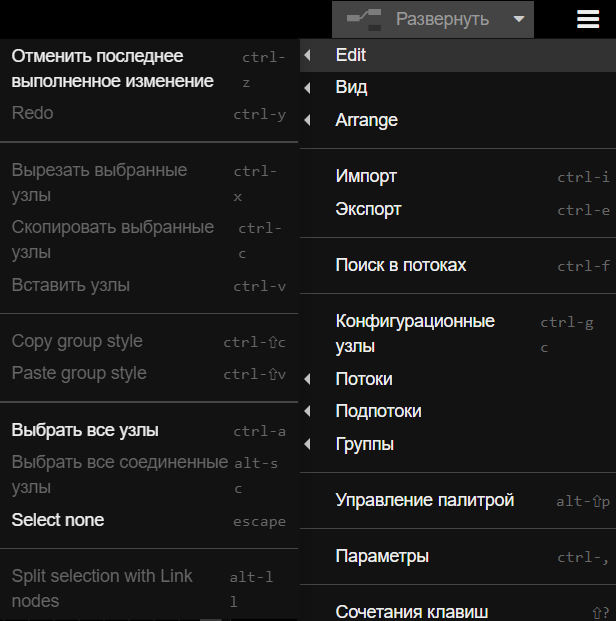 Развернуть
Отменить последнее ctrl-
выполненное изменение z
Redo ctrl-y
Вырезать выбранные ctrl-
узлы x
Скопировать выбранные ctrl-
узлы c
Вставить узлы ctrl-v
Copy group style ctrl-⇧c
Paste group style ctrl-⇧v
Выбрать все узлы ctrl-a
Выбрать все соединенные alt-s
узлы c
Select none escape
Split selection with Link alt-l
nodes l
Edit
Вид
Arrange
Импорт ctrl-i
Экспорт ctrl-e
Поиск в потоках ctrl-f
Конфигурационные ctrl-g
узлы c
Потоки
Подпотоки
Группы
Управление палитрой alt-⇧p
Параметры ctrl-,
Сочетания клавиш ⇧?